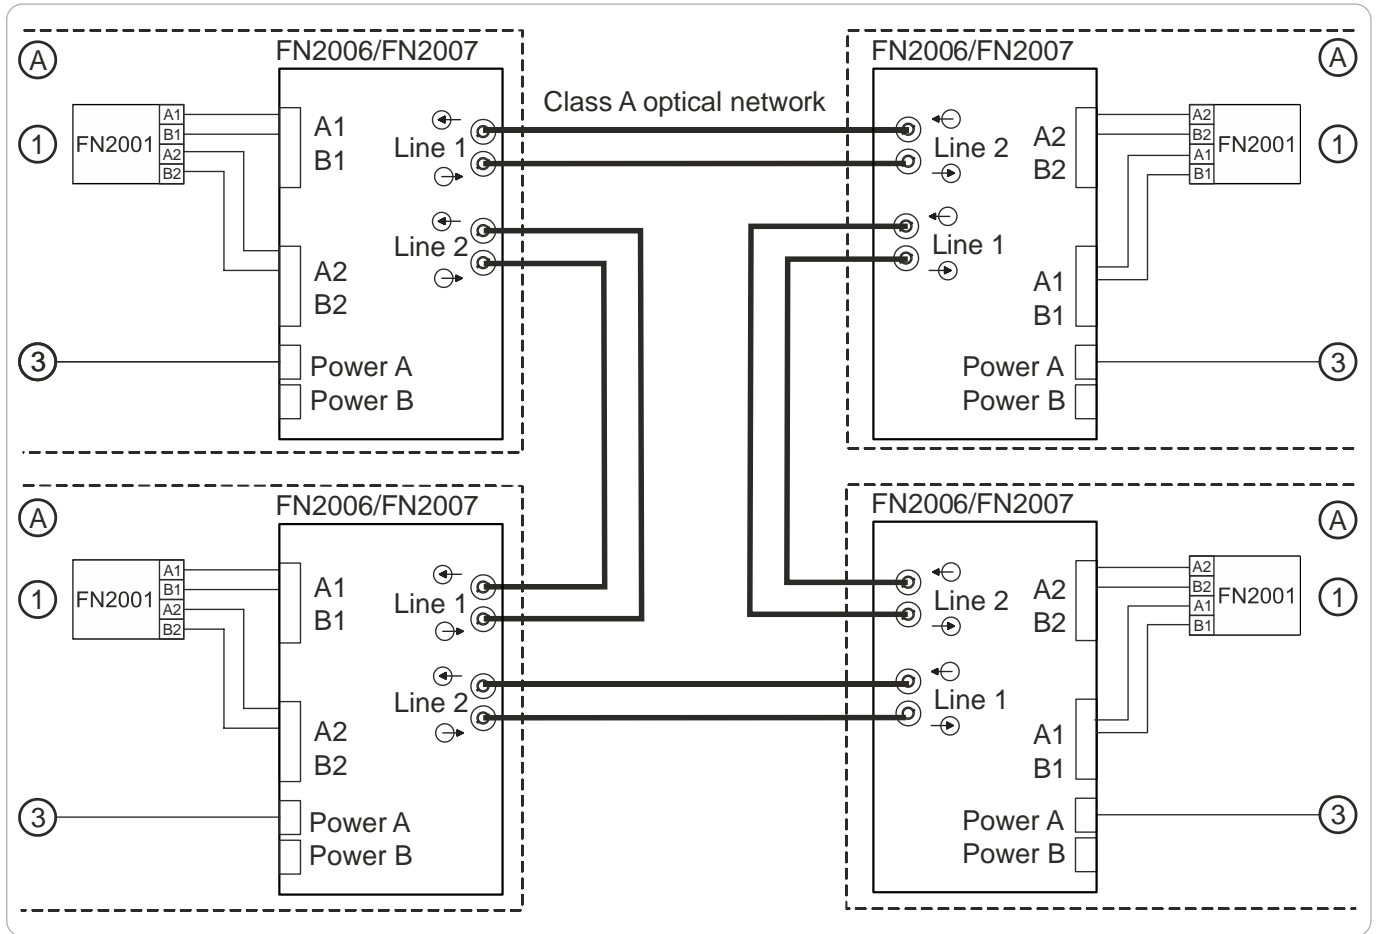 FN2006/FN2007
A
1
FN2001
A1
B1
A2
B2
A1
B1
Line 1
Line 2
A2
B2
3
Power A
Power B
Class A optical network
FN2006/FN2007
A
Line 2
A2
B2
A2
B2
A1
B1
FN2001
1
Line 1
A1
B1
Power A
3
Power B
FN2006/FN2007
A
1
FN2001
A1
B1
A2
B2
A1
B1
Line 1
Line 2
A2
B2
3
Power A
Power B
FN2006/FN2007
A
Line 2
A2
B2
A2
B2
A1
B1
FN2001
1
Line 1
A1
B1
Power A
3
Power B